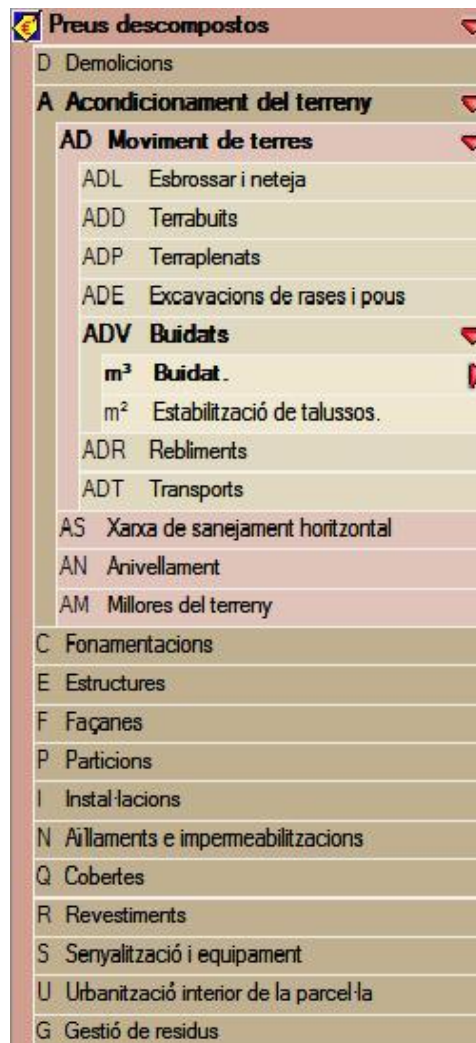 Preus descompostos
D Demolicions
A Acondicionament del terreny
AD Moviment de terres
ADL Esbrossar i neteja
ADD Terrabuits
ADP Terraplenats
ADE Excavacions de rases i pous
ADV Buidats
m³ Buidat.
m² Estabilització de talussos.
ADR Rebliments
ADT Transports
AS Xarxa de sanejament horitzontal
AN Anivellament
AM Millores del terreny
C Fonamentacions
E Estructures
F Façanes
P Particions
I Instal·lacions
N Aïllaments e impermeabilitzacions
Q Cobertes
R Revestiments
S Senyalització i equipament
U Urbanització interior de la parcel·la
G Gestió de residus